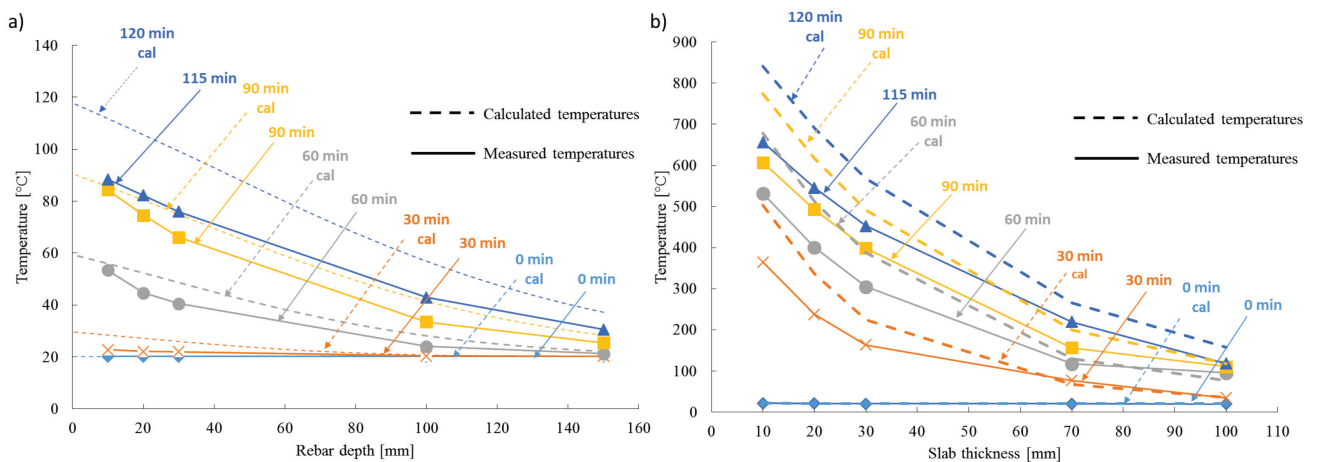 a)
140
120
100
80
60
40
20
0
Temperature [°C]
0 20 40 60 80 100 120 140 160
Rebar depth [mm]
120 min
cal
115 min
90 min
cal
90 min
60 min
cal
60 min
30 min
cal
30 min
0 min
cal
0 min
Calculated temperatures
Measured temperatures
b)
900
800
700
600
500
400
300
200
100
0
Temperature [°C]
0 10 20 30 40 50 60 70 80 90 100 110
Slab thickness [mm]
120 min
cal
90 min
cal
115 min
60 min
cal
90 min
60 min
30 min
cal
30 min
0 min
cal
0 min
Calculated temperatures
Measured temperatures